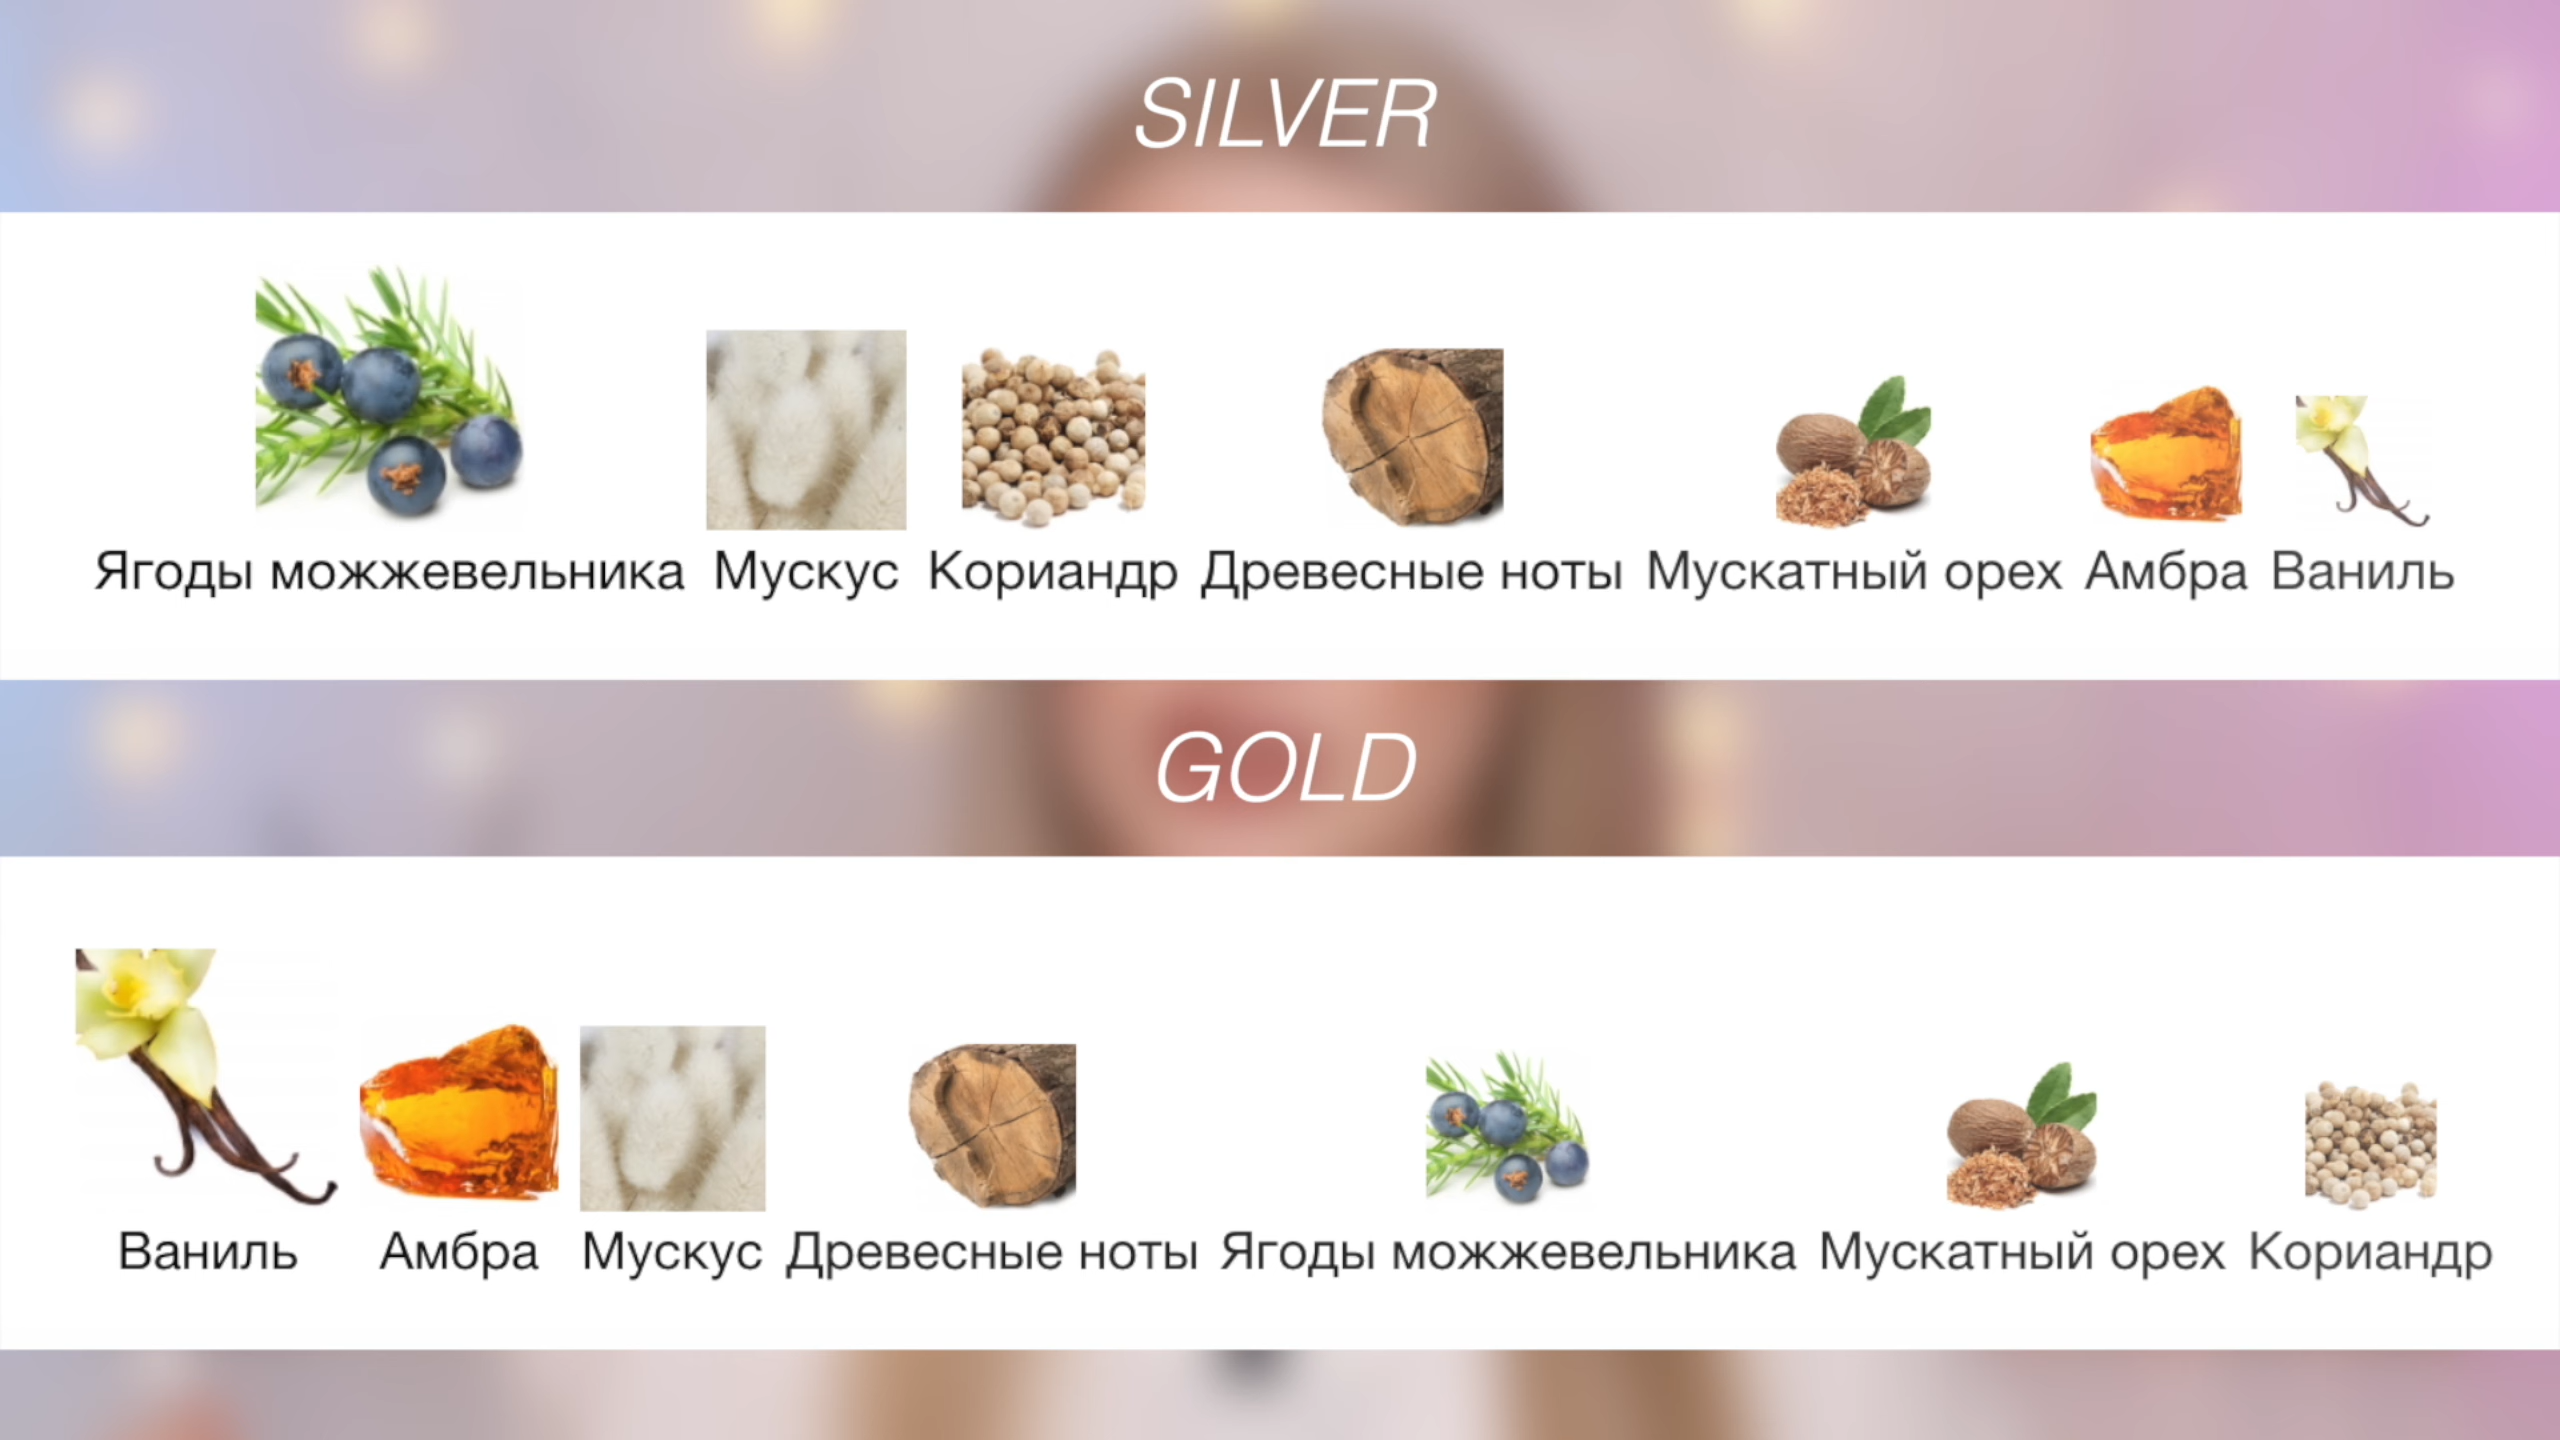 SILVER
Ягоды можжевельника Мускус Кориандр Древесные ноты Мускатный орех Амбра Ваниль
GOLD
Ваниль Амбра Мускус Древесные ноты Ягоды можжевельника Мускатный орех Кориандр